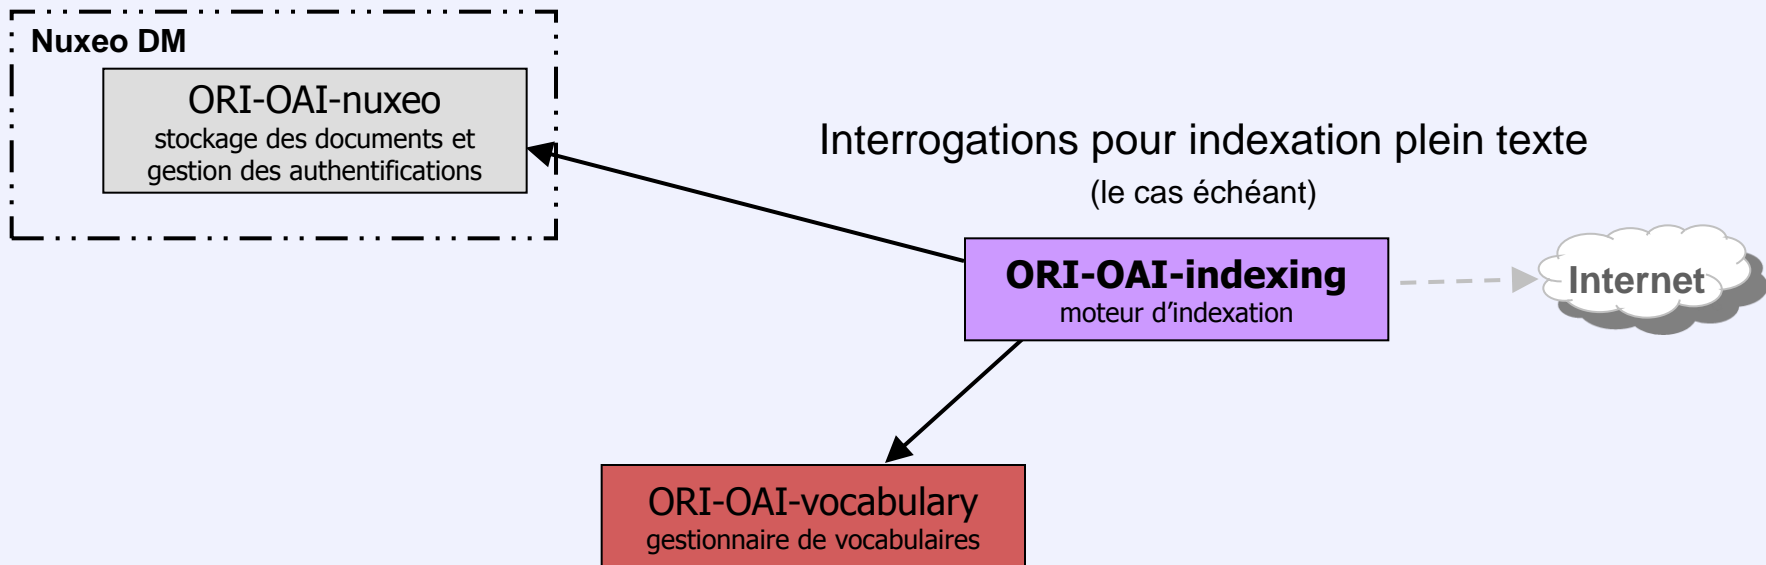 Nuxeo DM
ORI-OAI-nuxeo
stockage des documents et
gestion des authentifications
Interrogations pour indexation plein texte
(le cas échéant)
ORI-OAI-indexing
moteur d’indexation
Internet
ORI-OAI-vocabulary
gestionnaire de vocabulaires